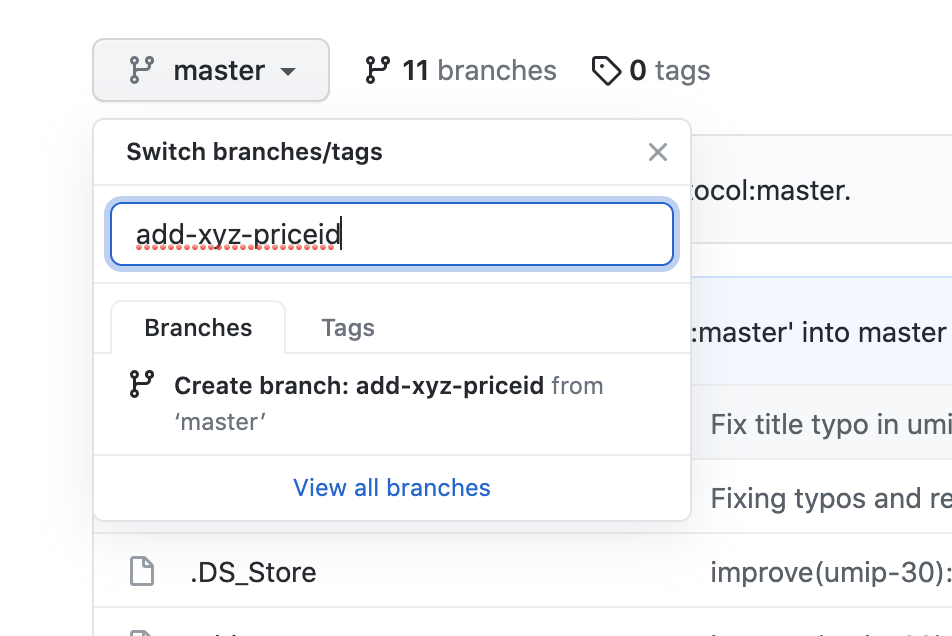 master 11 branches 0 tags
Switch branches/tags
ocol:master.
add-xyz-priceid
Branches Tags
:master' into master
Create branch: add-xyz-priceid from
‘master’
Fix title typo in umi
View all branches
Fixing typos and re
.DS_Store improve(umip-30):